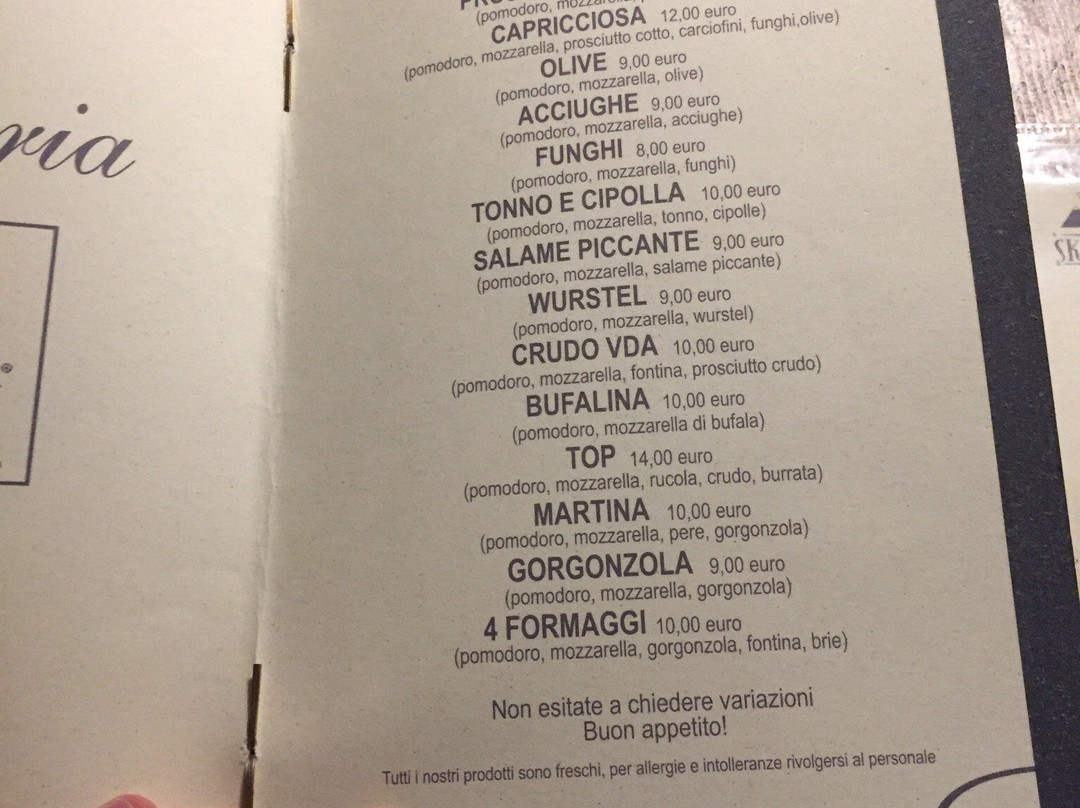 ria
(pomodoro, mozzarella,
CAPRICCIOSA 12,00 euro
(pomodoro, mozzarella, prosciutto cotto, carciofini, funghi,olive)
OLIVE 9,00 euro
(pomodoro, mozzarella, olive)
ACCIUGHE 9,00 euro
(pomodoro, mozzarella, acciughe)
FUNGHI 8,00 euro
(pomodoro, mozzarella, funghi)
TONNO E CIPOLLA 10,00 euro
(pomodoro, mozzarella, tonno, cipolle)
SALAME PICCANTE 9,00 euro
(pomodoro, mozzarella, salame piccante)
WURSTEL 9,00 euro
(pomodoro, mozzarella, wurstel)
CRUDO VDA 10,00 euro
(pomodoro, mozzarella, fontina, prosciutto crudo)
BUFALINA 10,00 euro
(pomodoro, mozzarella di bufala)
TOP 14,00 euro
(pomodoro, mozzarella, rucola, crudo, burrata)
MARTINA 10,00 euro
(pomodoro, mozzarella, pere, gorgonzola)
GORGONZOLA 9,00 euro
(pomodoro, mozzarella, gorgonzola)
4 FORMAGGI 10,00 euro
(pomodoro, mozzarella, gorgonzola, fontina, brie)
Non esitate a chiedere variazioni
Buon appetito!
Tutti i nostri prodotti sono freschi, per allergie e intolleranze rivolgersi al personale